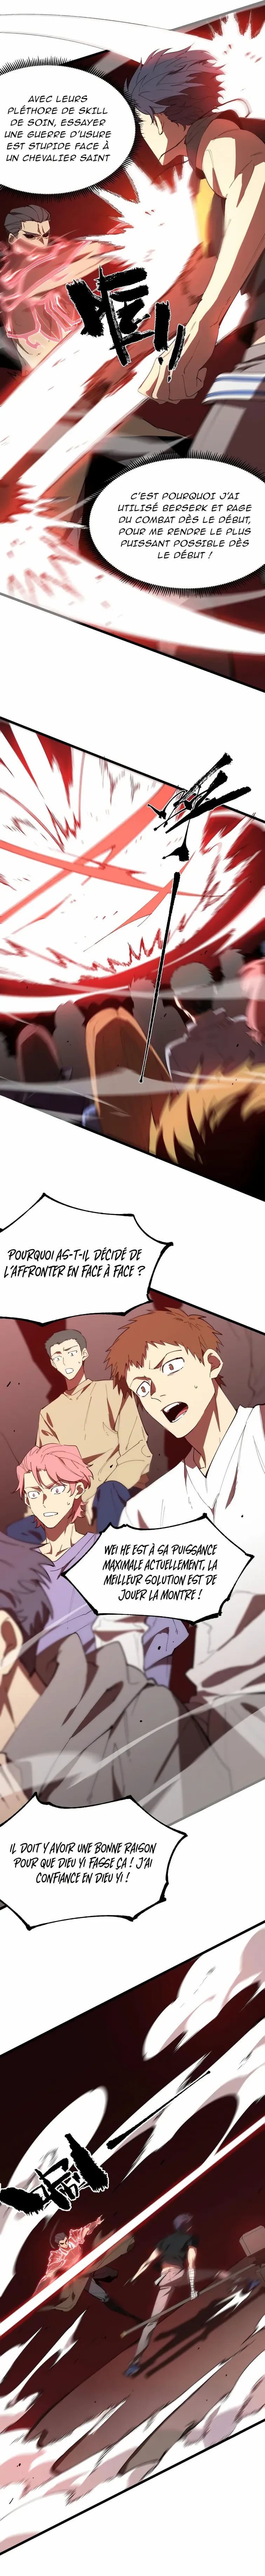 AVEC LEURS
PLÉTHORE DE SKILL
DE SOIN, ESSAYER
UNE GUERRE D'USURE
EST STUPIDE FACE À
UN CHEVALIER SAINT
C'EST POURQUOI J'AI
UTILISÉ BERSERK ET RAGE
DU COMBAT DÈS LE DÉBUT,
POUR ME RENDRE LE PLUS
PUISSANT POSSIBLE DÈS
LE DÉBUT !
POURQUOI AS-T-IL DÉCIDÉ DE
L'AFFRONTER EN FACE À FACE ?
WEI HE EST À SA PUISSANCE
MAXIMALE ACTUELLEMENT, LA
MEILLEUR SOLUTION EST DE
JOUER LA MONTRE !
IL DOIT Y AVOIR UNE BONNE RAISON
POUR QUE DIEU YI FASSE ÇA ! J'AI
CONFIANCE EN DIEU YI !